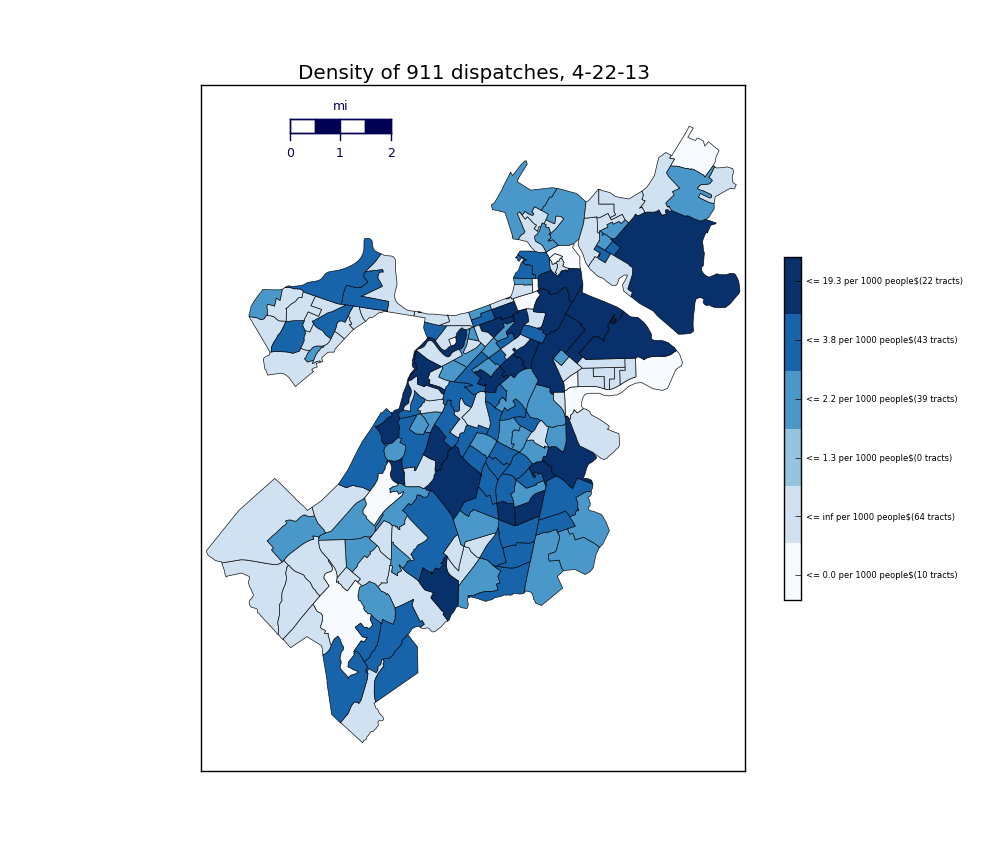 Density of 911 dispatches, 4-22-13
mi
0 1 2
<= 19.3 per 1000 people$(22 tracts)
<= 3.8 per 1000 people$(43 tracts)
<= 2.2 per 1000 people$(39 tracts)
<= 1.3 per 1000 people$(0 tracts)
<= inf per 1000 people$(64 tracts)
<= 0.0 per 1000 people$(10 tracts)